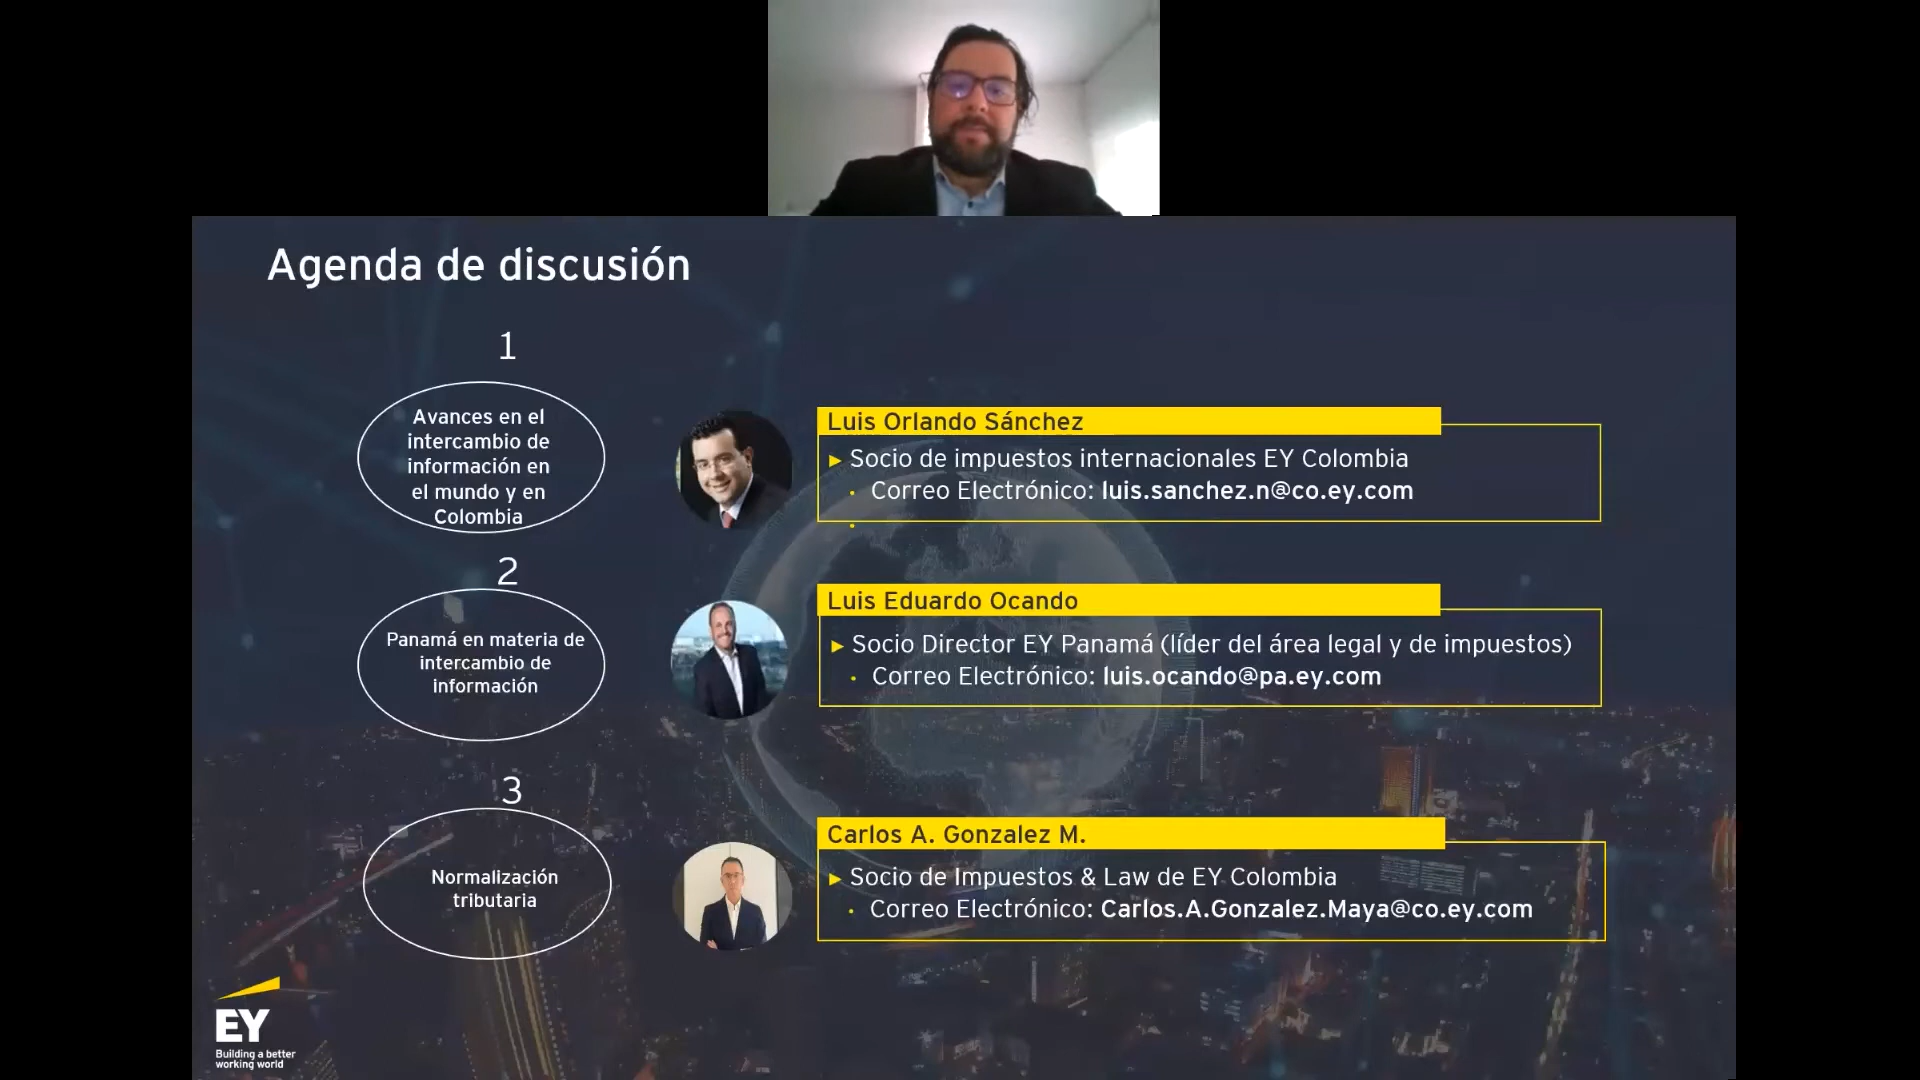 Agenda de discusión
1
Avances en el
intercambio de
información en
el mundo y en
Colombia
Luis Orlando Sánchez
Socio de impuestos internacionales EY Colombia
Correo Electrónico: luis.sanchez.n@co.ey.com
2
Panamá en materia de
intercambio de
información
Luis Eduardo Ocando
Socio Director EY Panamá (líder del área legal y de impuestos)
Correo Electrónico: luis.ocando@pa.ey.com
3
Normalización
tributaria
Carlos A. Gonzalez M.
Socio de Impuestos & Law de EY Colombia
Correo Electrónico: Carlos.A.Gonzalez.Maya@co.ey.com
EY
Building a better
working world